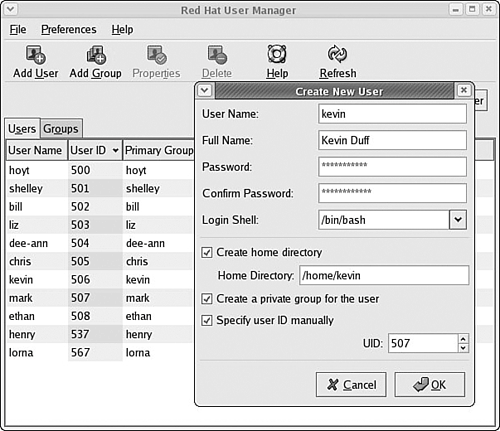 Red Hat User Manager
File Preferences Help
Add User Add Group Properties Delete Help Refresh
Create New User
User Name: kevin
Full Name: Kevin Duff
Password: ***********
Confirm Password: ************
Login Shell: /bin/bash
Create home directory
Home Directory: /home/kevin
Create a private group for the user
Specify user ID manually
UID: 507
Cancel OK
Users Groups
User Name User ID Primary Group
hoyt 500 hoyt
shelley 501 shelley
bill 502 bill
liz 503 liz
dee-ann 504 dee-ann
chris 505 chris
kevin 506 kevin
mark 507 mark
ethan 508 ethan
henry 537 henry
lorna 567 lorna